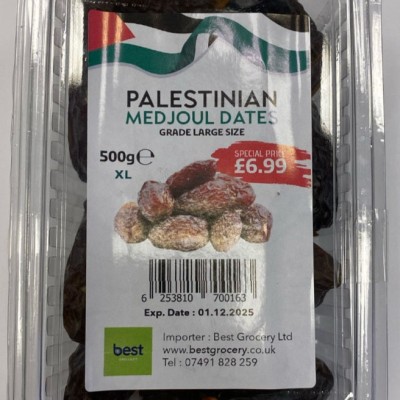 PALESTINIAN
MEDJOUL DATES
GRADE LARGE SIZE
500g℮
XL
SPECIAL PRICE
£6.99
6 253810 700163
Exp. Date : 01.12.2025
best
Importer : Best Grocery Ltd
www.bestgrocery.co.uk
Tel : 07491 828 259